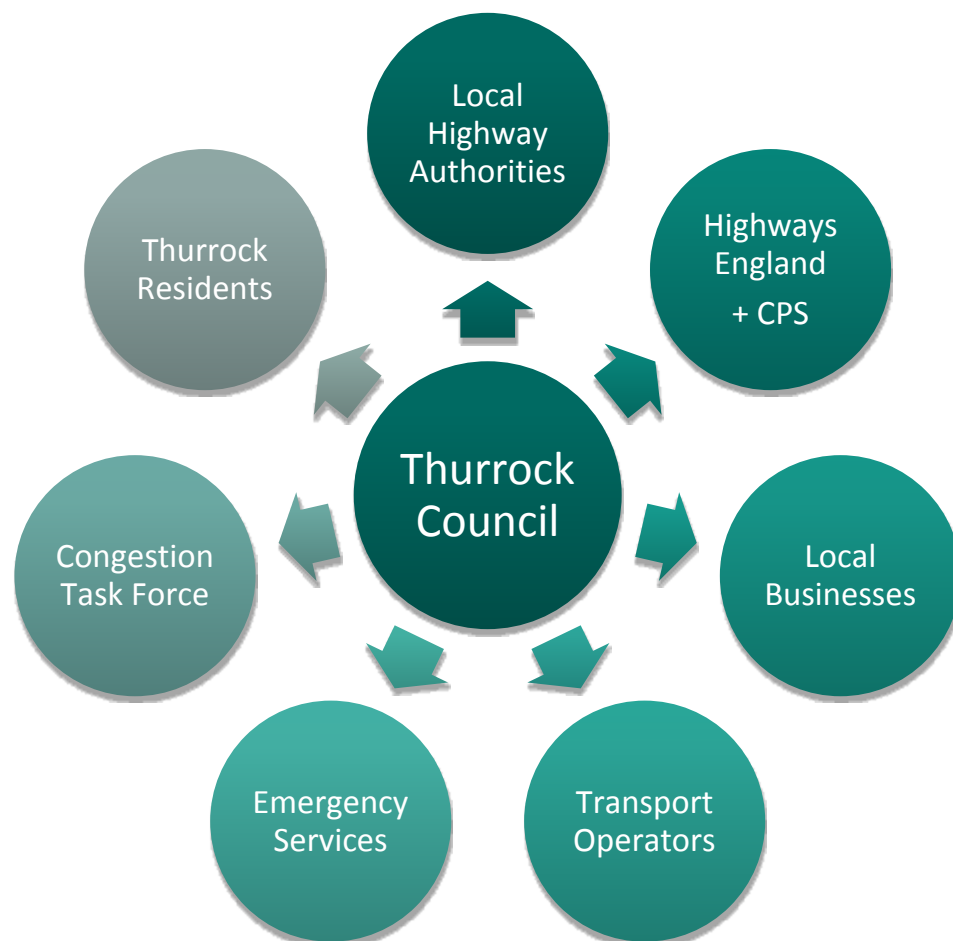 Local
Highway
Authorities
Highways
England
+ CPS
Thurrock
Residents
Thurrock
Council
Local
Businesses
Congestion
Task Force
Emergency
Services
Transport
Operators